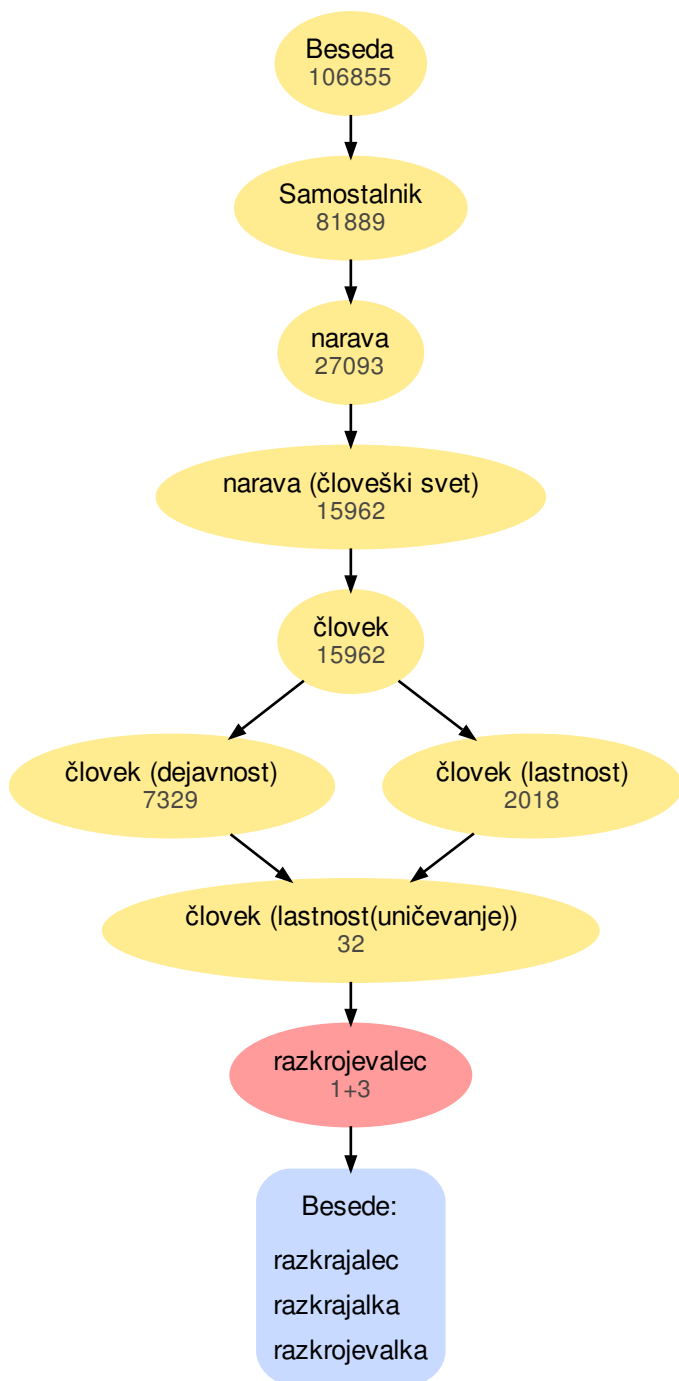 Beseda
106855
Samostalnik
81889
narava
27093
narava (človeški svet)
15962
človek
15962
človek (dejavnost)
7329
človek (lastnost)
2018
človek (lastnost(uničevanje))
32
razkrojevalec
1+3
Besede:
razkrajalec
razkrajalka
razkrojevalka